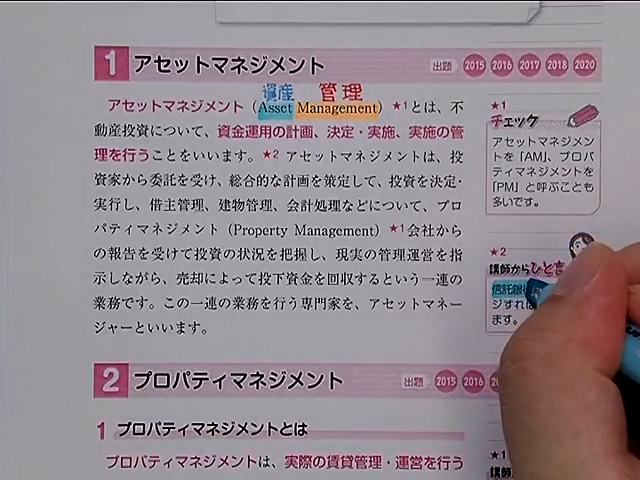 1 アセットマネジメント 出題 2015 2016 2017 2018 2020
資産 管理
アセットマネジメント(Asset Management)★1とは、不
動産投資について、資金運用の計画、決定・実施、実施の管
理を行うことをいいます。★2 アセットマネジメントは、投
資家から委託を受け、総合的な計画を策定して、投資を決定・
実行し、借主管理、建物管理、会計処理などについて、プロ
パティマネジメント(Property Management)★1会社から
の報告を受けて投資の状況を把握し、現実の管理運営を指
示しながら、売却によって投下資金を回収するという一連の
業務です。この一連の業務を行う専門家を、アセットマネー
ジャーといいます。
★1
チェック
アセットマネジメン
トを「AM」、プロパ
ティマネジメントを
「PM」と呼ぶことも
多いです。
★2
講師からひと言
信託銀
ジすれ
ます。
2 プロパティマネジメント 出題 2015 2016
1 プロパティマネジメントとは
プロパティマネジメントは、実際の賃貸管理・運営を行う
★1
講師